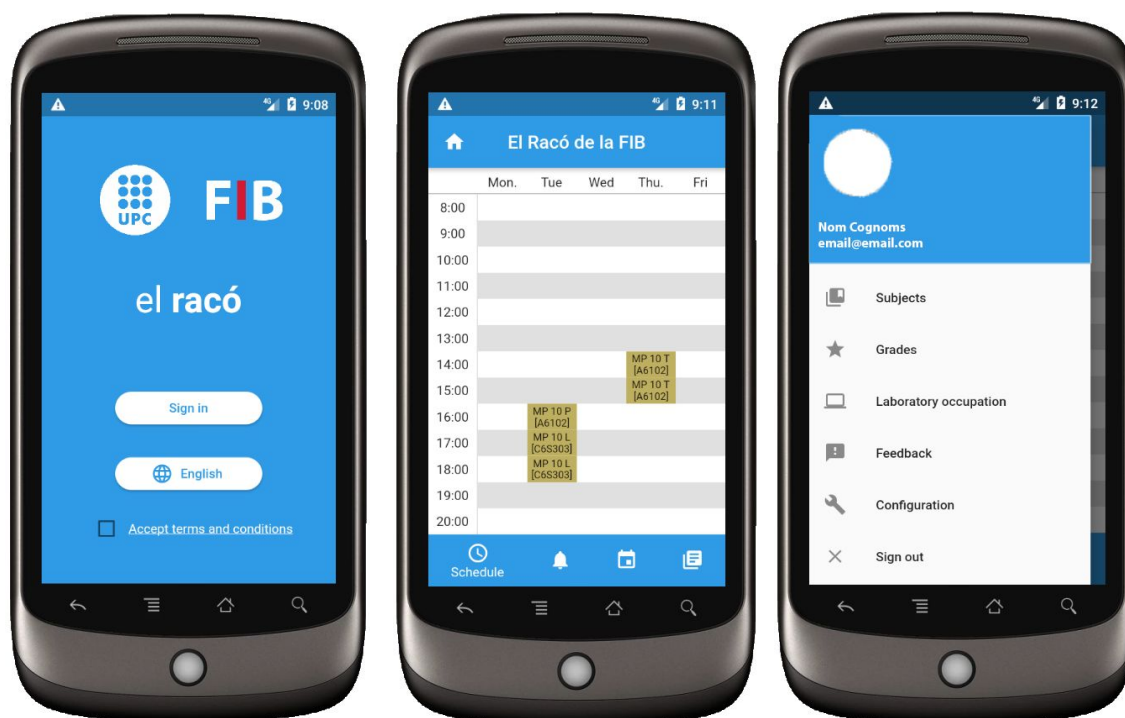 4G 9:08
UPC FIB
el racó
Sign in
English
Accept terms and conditions
4G 9:11
El Racó de la FIB
Mon. Tue Wed Thu. Fri
8:00
9:00
10:00
11:00
12:00
13:00
14:00 MP 10 T
[A6102]
15:00 MP 10 T
[A6102]
16:00 MP 10 P
[A6102]
17:00 MP 10 L
[C6S303]
18:00 MP 10 L
[C6S303]
19:00
20:00
Schedule
4G 9:12
Nom Cognoms
email@email.com
Subjects
Grades
Laboratory occupation
Feedback
Configuration
Sign out